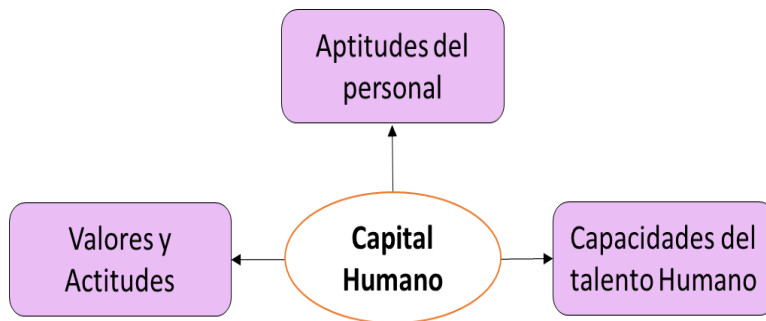 Aptitudes del
personal
Valores y
Actitudes
Capital
Humano
Capacidades del
talento Humano